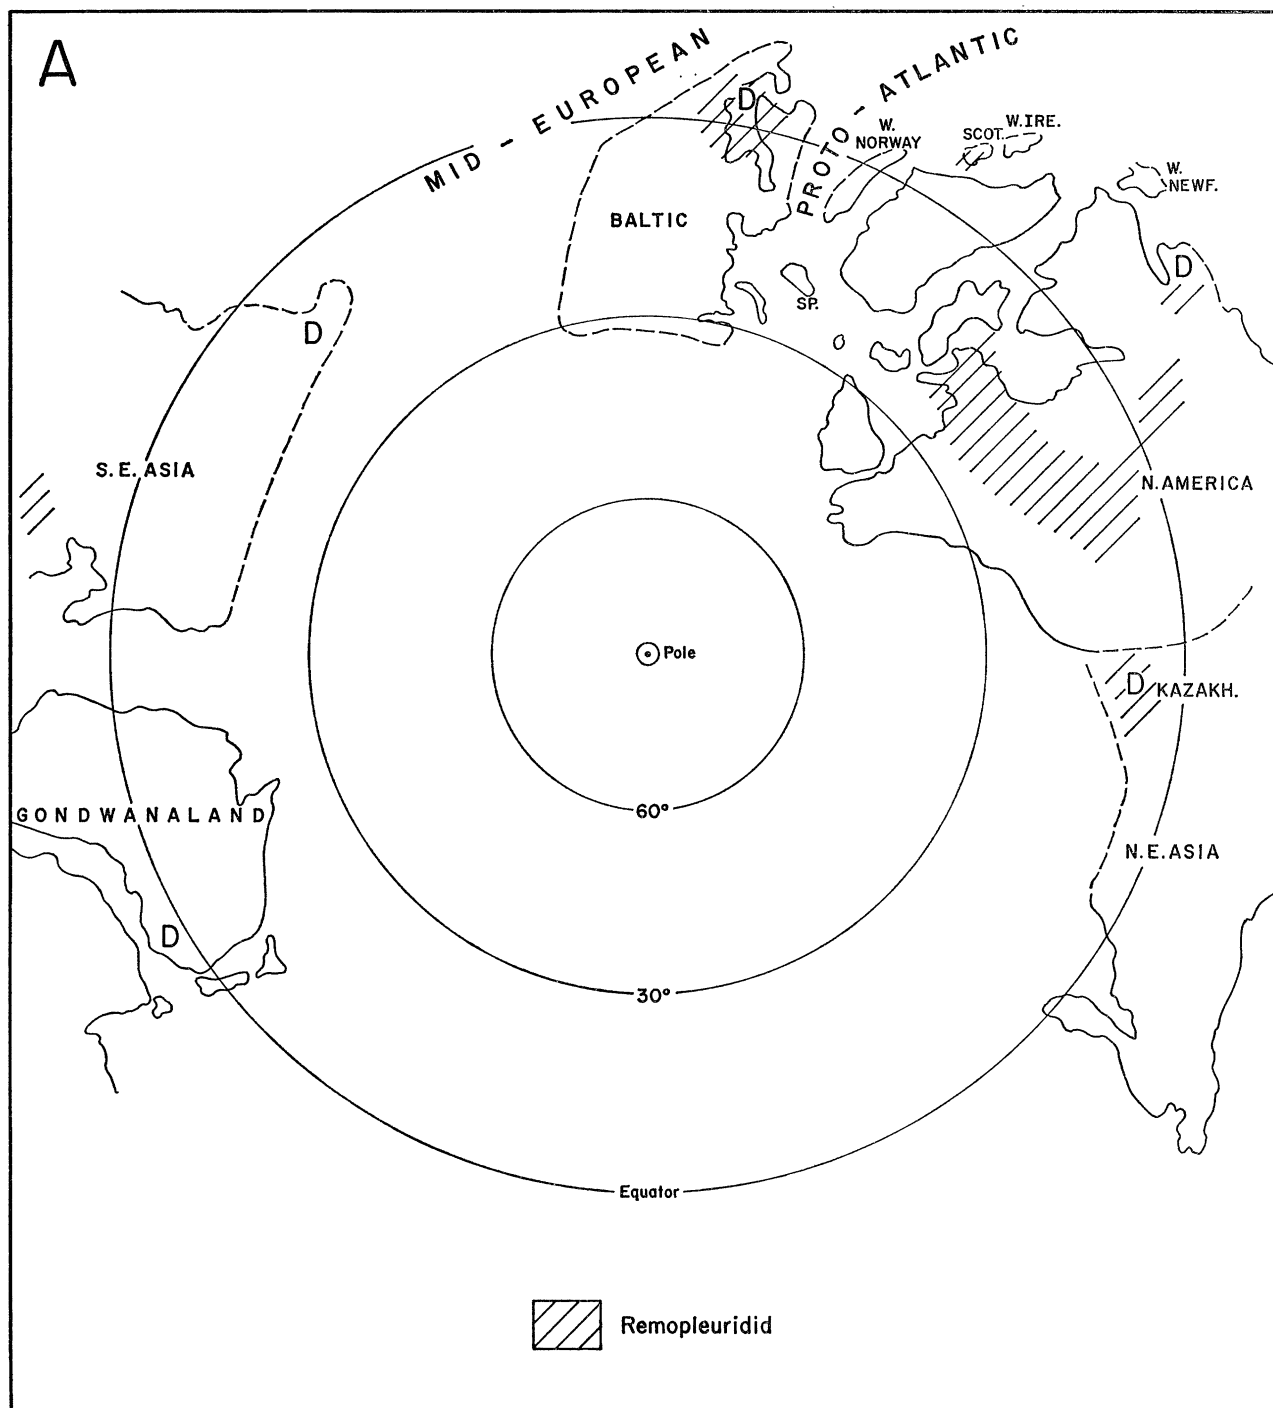 A
MID - EUROPEAN
PROTO - ATLANTIC
D
W.
NORWAY
SCOT.
W.IRE.
W.
NEWF.
BALTIC
SP.
D
D
S.E. ASIA
N.AMERICA
Pole
D
KAZAKH.
GONDWANALAND
60°
N.E.ASIA
D
30°
Equator
Remopleuridid